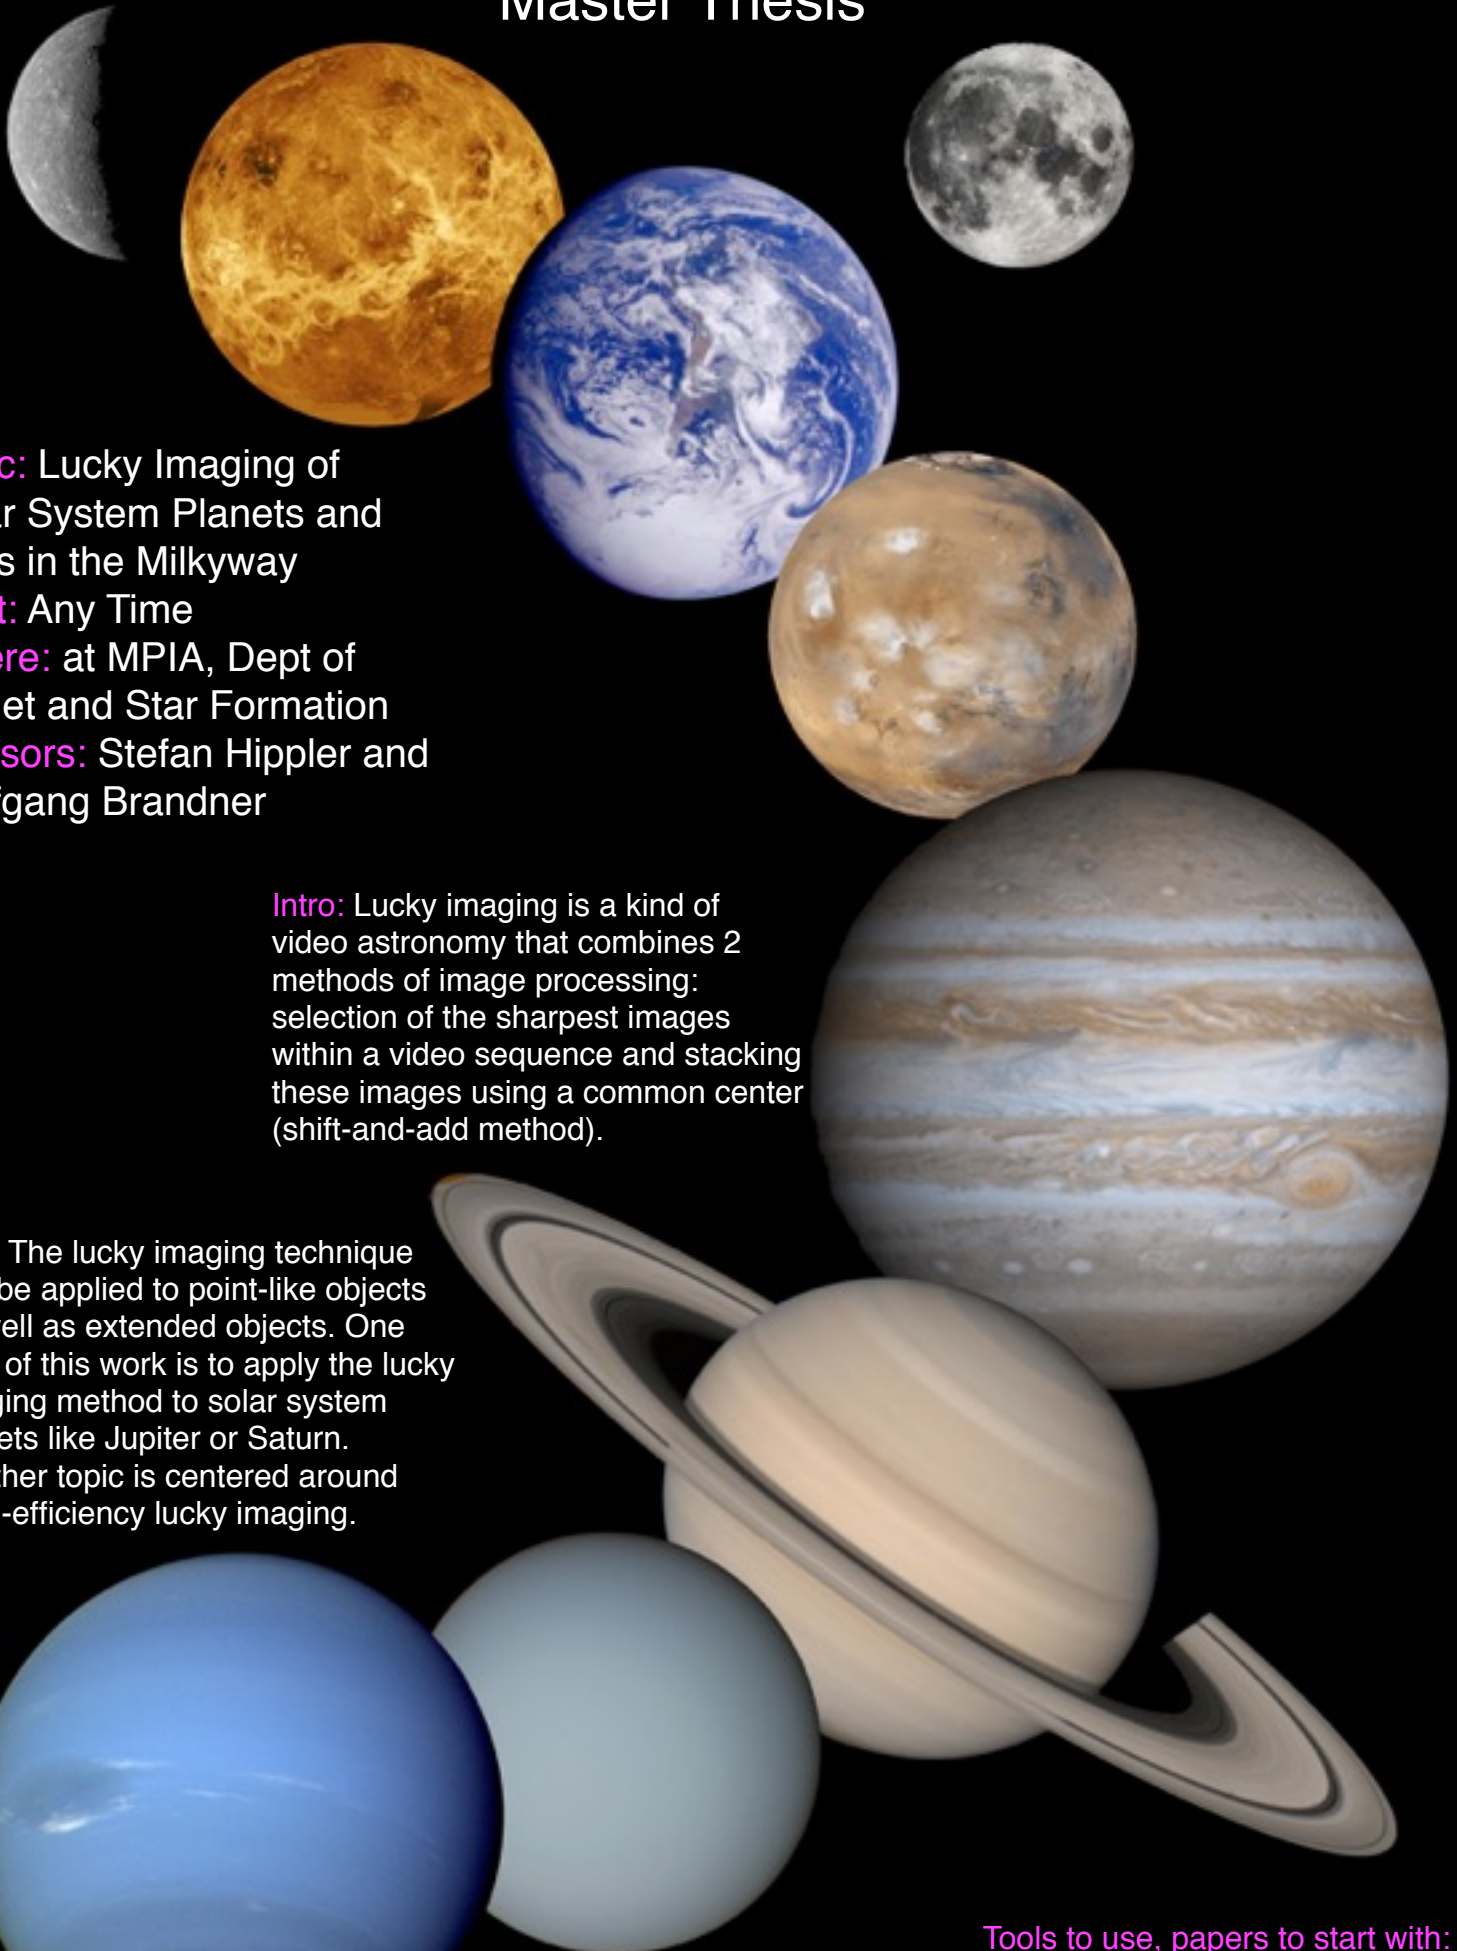 Master Thesis
c: Lucky Imaging of
r System Planets and
s in the Milkyway
t: Any Time
ere: at MPIA, Dept of
et and Star Formation
sors: Stefan Hippler and
fgang Brandner
Intro: Lucky imaging is a kind of
video astronomy that combines 2
methods of image processing:
selection of the sharpest images
within a video sequence and stacking
these images using a common center
(shift-and-add method).
The lucky imaging technique
be applied to point-like objects
ell as extended objects. One
of this work is to apply the lucky
ging method to solar system
ets like Jupiter or Saturn.
ther topic is centered around
-efficiency lucky imaging.
Tools to use, papers to start with: